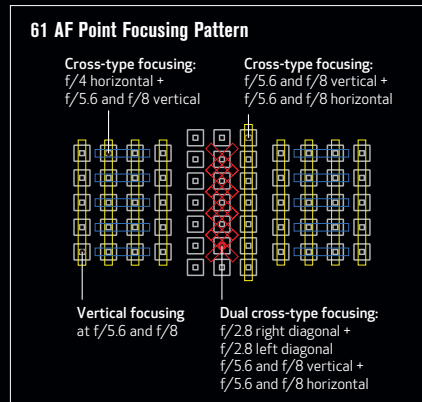 61 AF Point Focusing Pattern
Cross-type focusing:
f/4 horizontal +
f/5.6 and f/8 vertical
Cross-type focusing:
f/5.6 and f/8 vertical +
f/5.6 and f/8 horizontal
Vertical focusing
at f/5.6 and f/8
Dual cross-type focusing:
f/2.8 right diagonal +
f/2.8 left diagonal
f/5.6 and f/8 vertical +
f/5.6 and f/8 horizontal